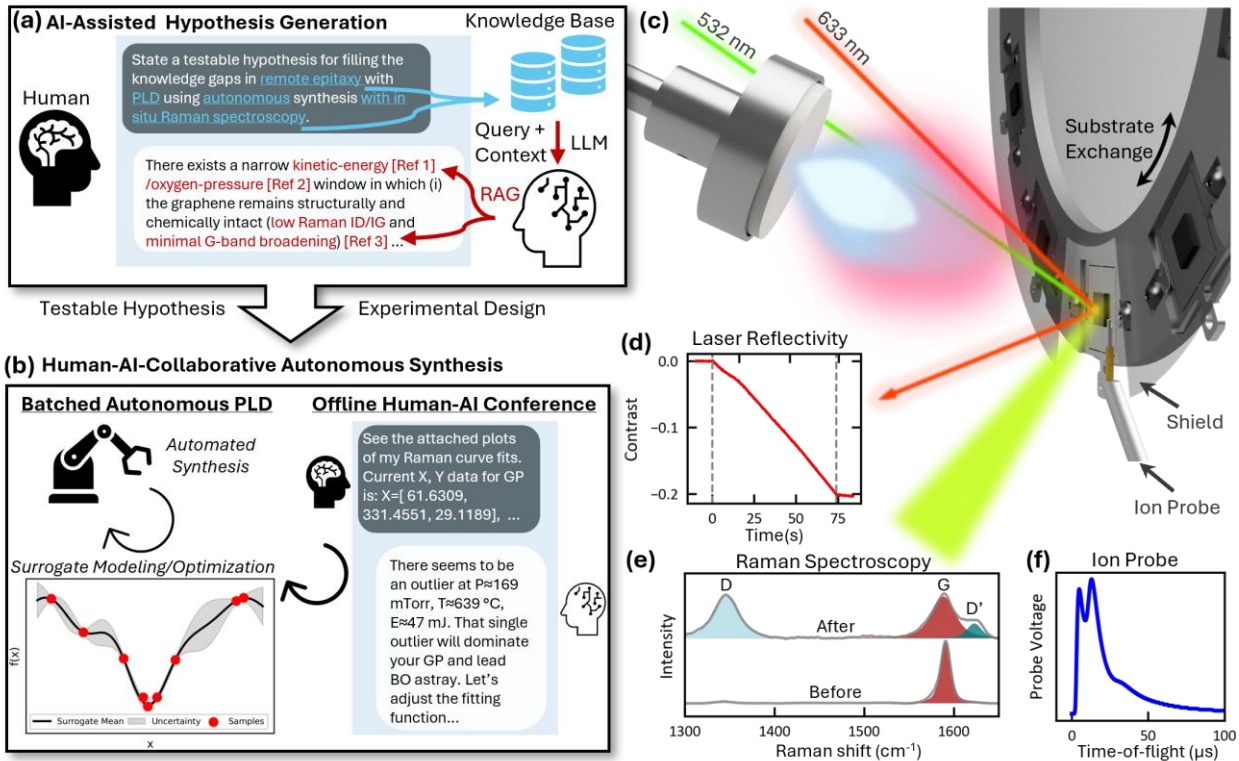 (a) AI-Assisted Hypothesis Generation
Knowledge Base
Human
State a testable hypothesis for filling the
knowledge gaps in remote epitaxy with
PLD using autonomous synthesis with in
situ Raman spectroscopy.
Query +
Context
LLM
RAG
There exists a narrow kinetic-energy [Ref 1]
/oxygen-pressure [Ref 2] window in which (i)
the graphene remains structurally and
chemically intact (low Raman ID/IG and
minimal G-band broadening) [Ref 3] ...
Testable Hypothesis
Experimental Design
(b) Human-AI-Collaborative Autonomous Synthesis
Batched Autonomous PLD
Automated
Synthesis
Surrogate Modeling/Optimization
f(x)
Surrogate Mean
Uncertainty
Samples
x
Offline Human-AI Conference
See the attached plots
of my Raman curve fits.
Current X, Y data for GP
is: X=[ 61.6309,
331.4551, 29.1189], ...
There seems to be
an outlier at P≈169
mTorr, T≈639 °C,
E≈47 mJ. That single
outlier will dominate
your GP and lead
BO astray. Let's
adjust the fitting
function...
(c)
532 nm
633 nm
Substrate
Exchange
Shield
Ion Probe
(d) Laser Reflectivity
Contrast
0.0
−0.1
−0.2
0 25 50 75
Time(s)
(e) Raman Spectroscopy
Intensity
D
G
D'
After
Before
1300 1400 1500 1600
Raman shift (cm⁻¹)
(f) Ion Probe
Probe Voltage
0 50 100
Time-of-flight (μs)